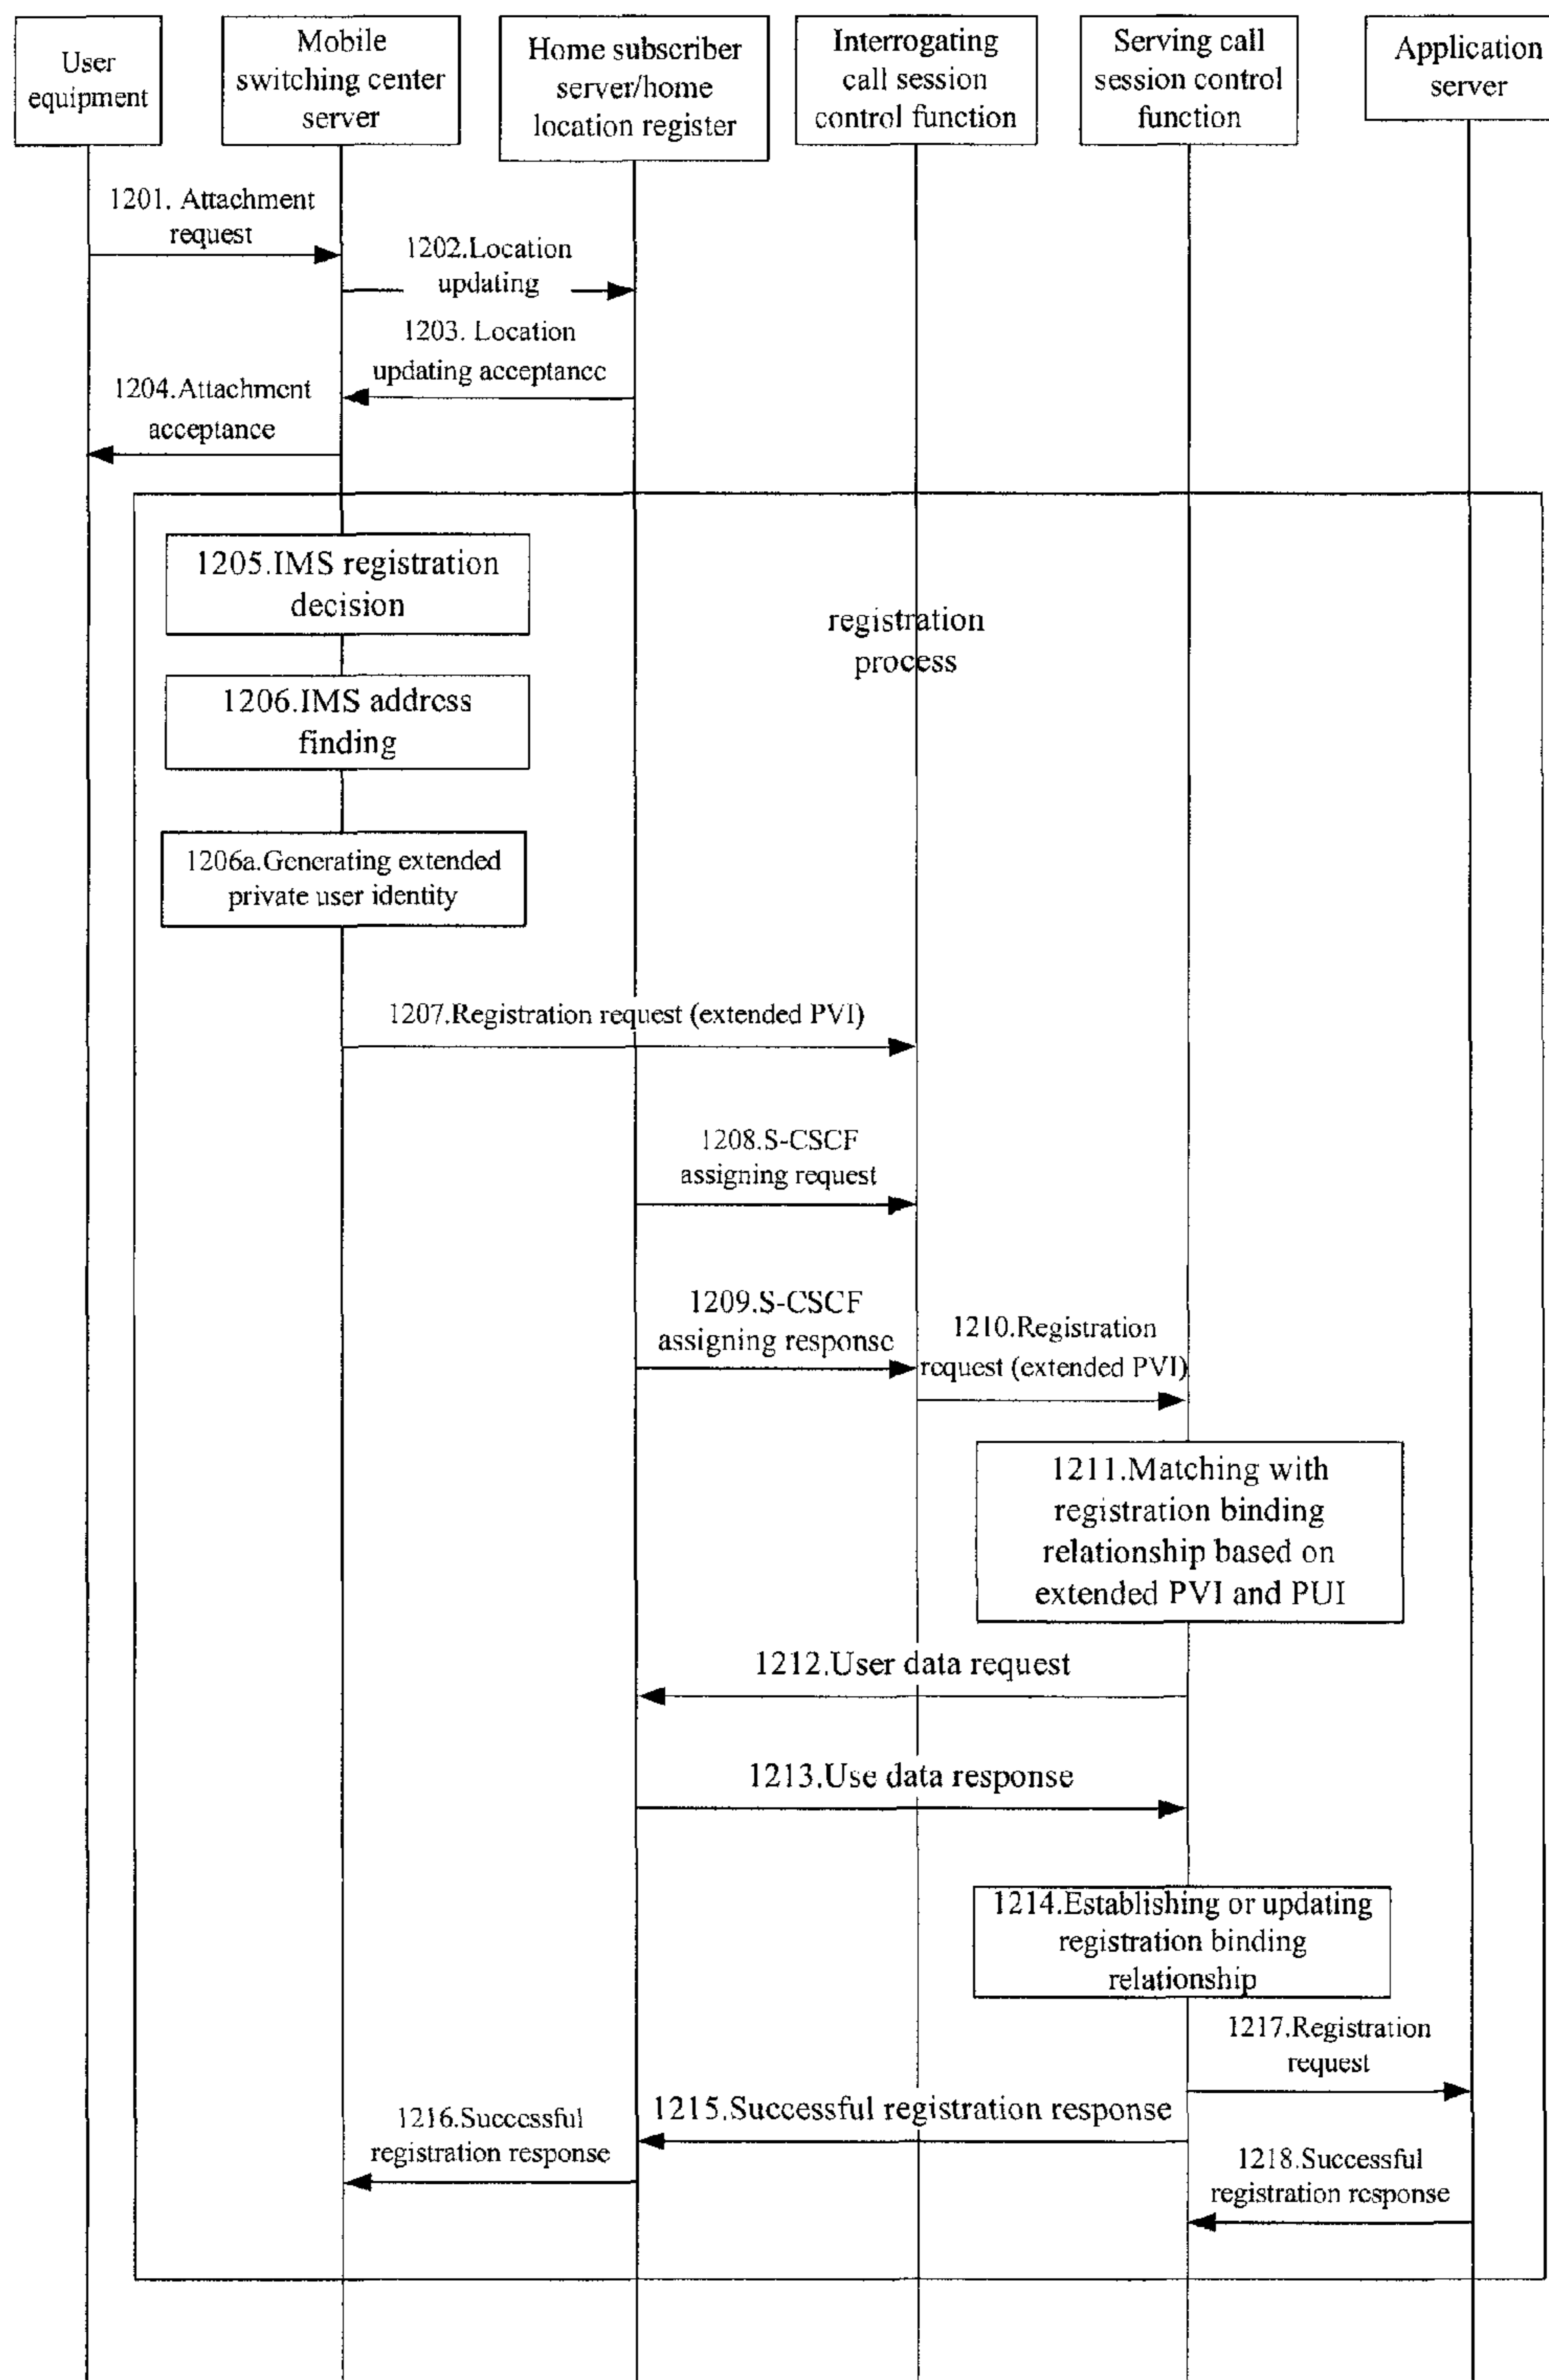 User
equipment
Mobile
switching center
server
Home subscriber
server/home
location register
Interrogating
call session
control function
Serving call
session control
function
Application
server
1201. Attachment
request
1202.Location
updating
1203. Location
updating acceptance
1204.Attachment
acceptance
1205.IMS registration
decision
registration
process
1206.IMS address
finding
1206a.Generating extended
private user identity
1207.Registration request (extended PVI)
1208.S-CSCF
assigning request
1209.S-CSCF
assigning response
1210.Registration
request (extended PVI)
1211.Matching with
registration binding
relationship based on
extended PVI and PUI
1212.User data request
1213.Use data response
1214.Establishing or updating
registration binding
relationship
1217.Registration
request
1215.Successful registration response
1216.Successful
registration response
1218.Successful
registration response